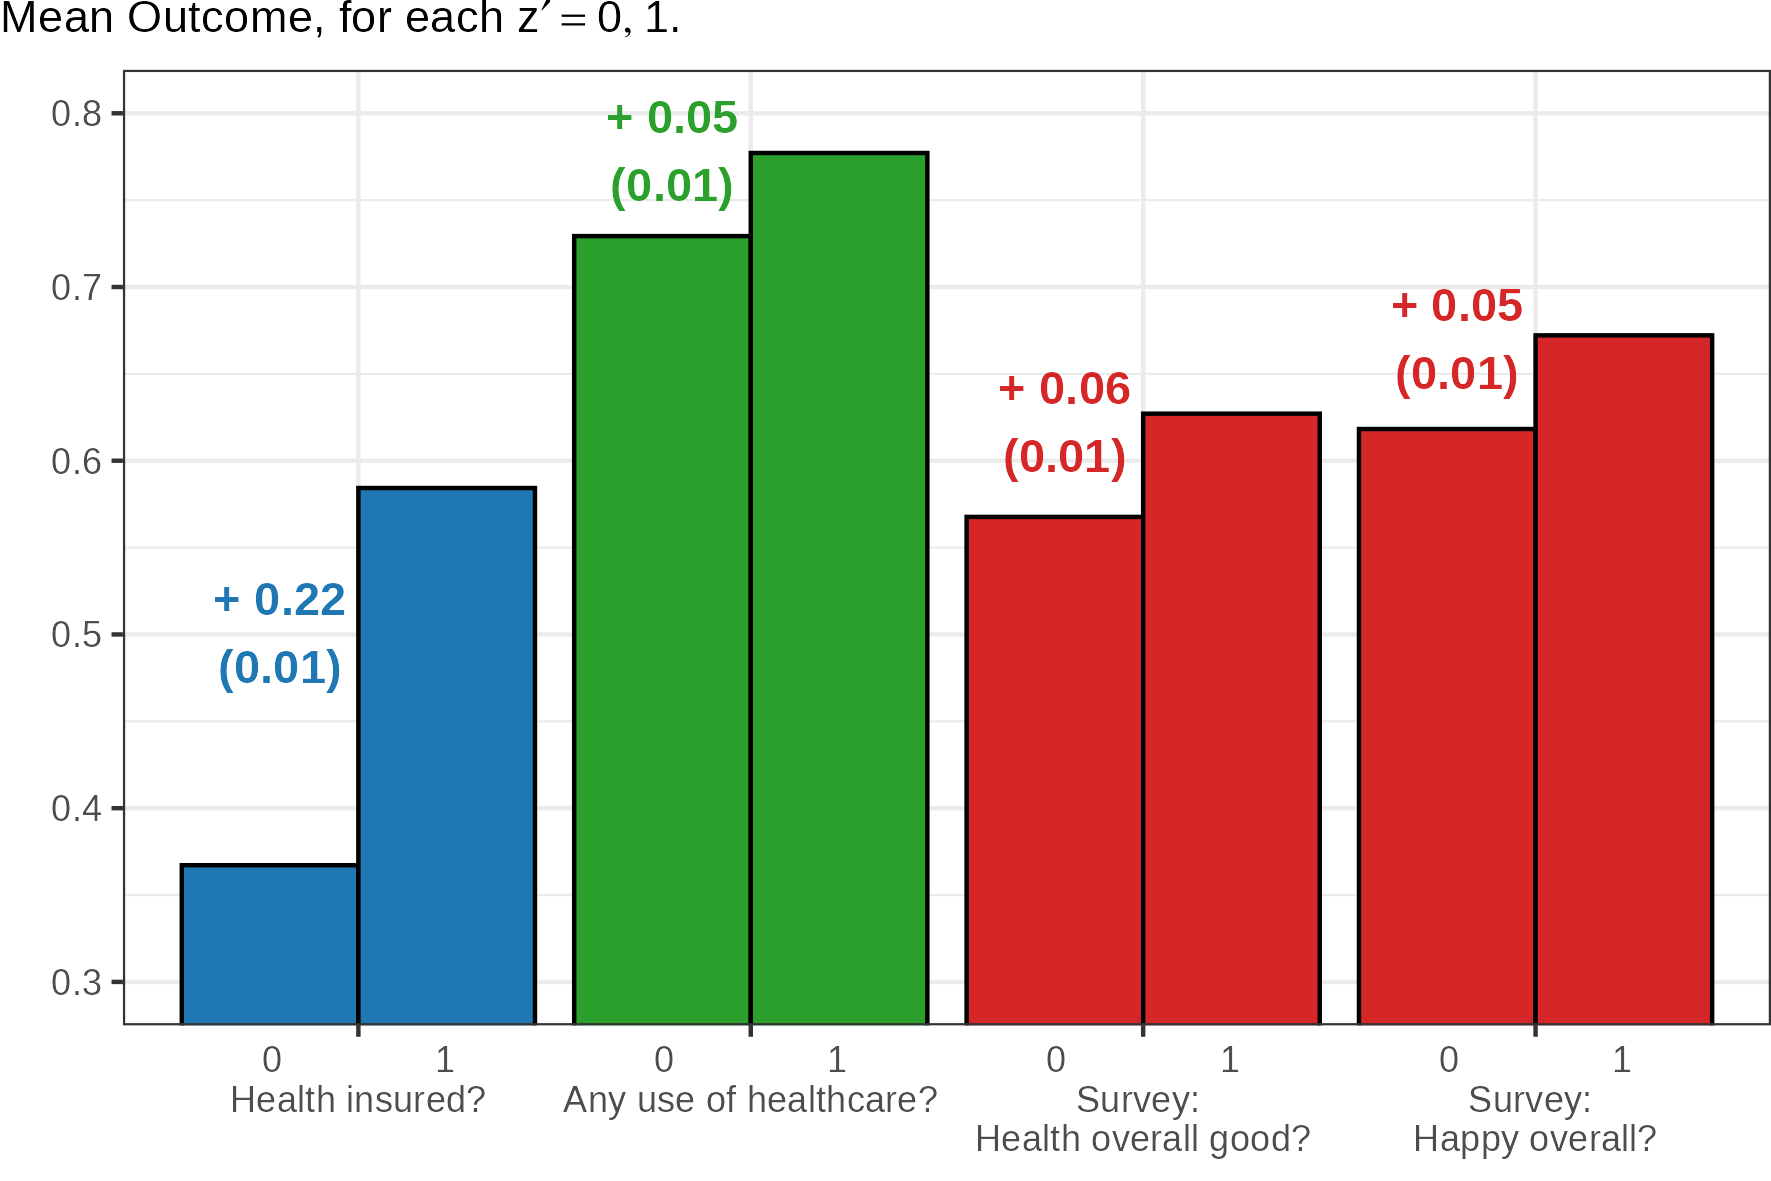 Mean Outcome, for each z′ = 0, 1.
0.8
0.7
0.6
0.5
0.4
0.3
+ 0.22
(0.01)
+ 0.05
(0.01)
+ 0.06
(0.01)
+ 0.05
(0.01)
0 1
Health insured?
0 1
Any use of healthcare?
0 1
Survey:
Health overall good?
0 1
Survey:
Happy overall?